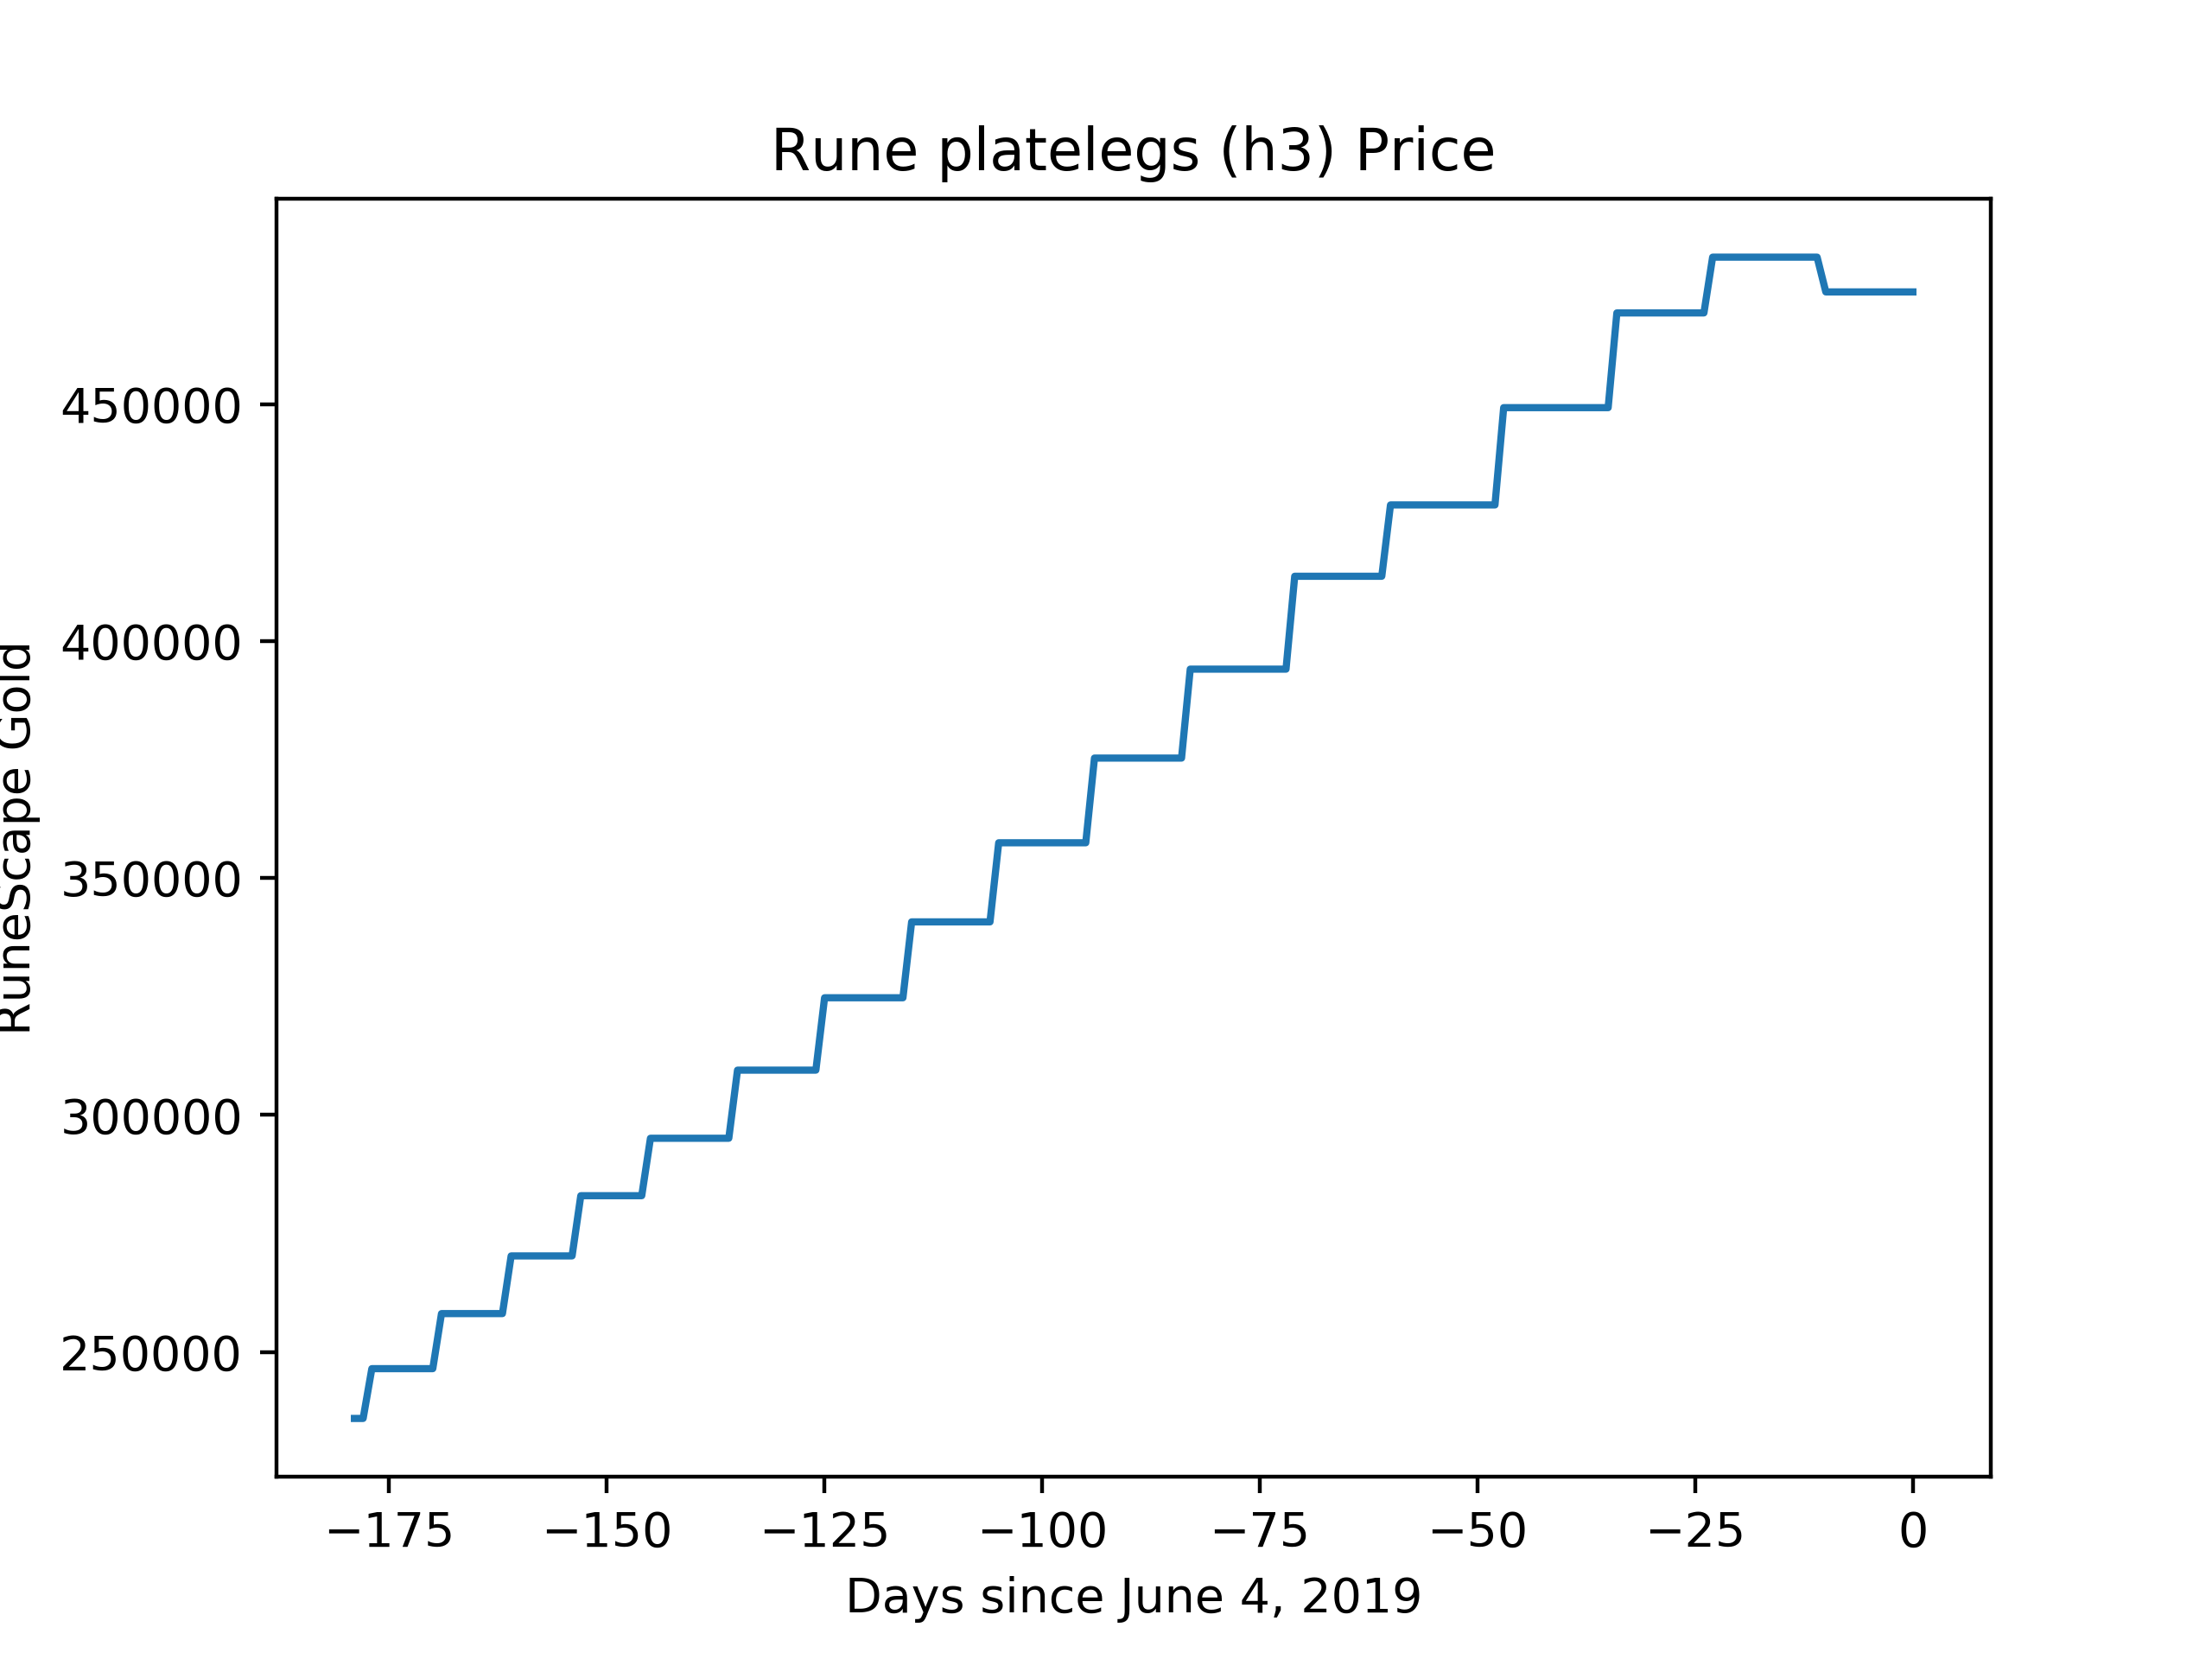 Rune platelegs (h3) Price
RuneScape Gold
450000
400000
350000
300000
250000
−175 −150 −125 −100 −75 −50 −25 0
Days since June 4, 2019